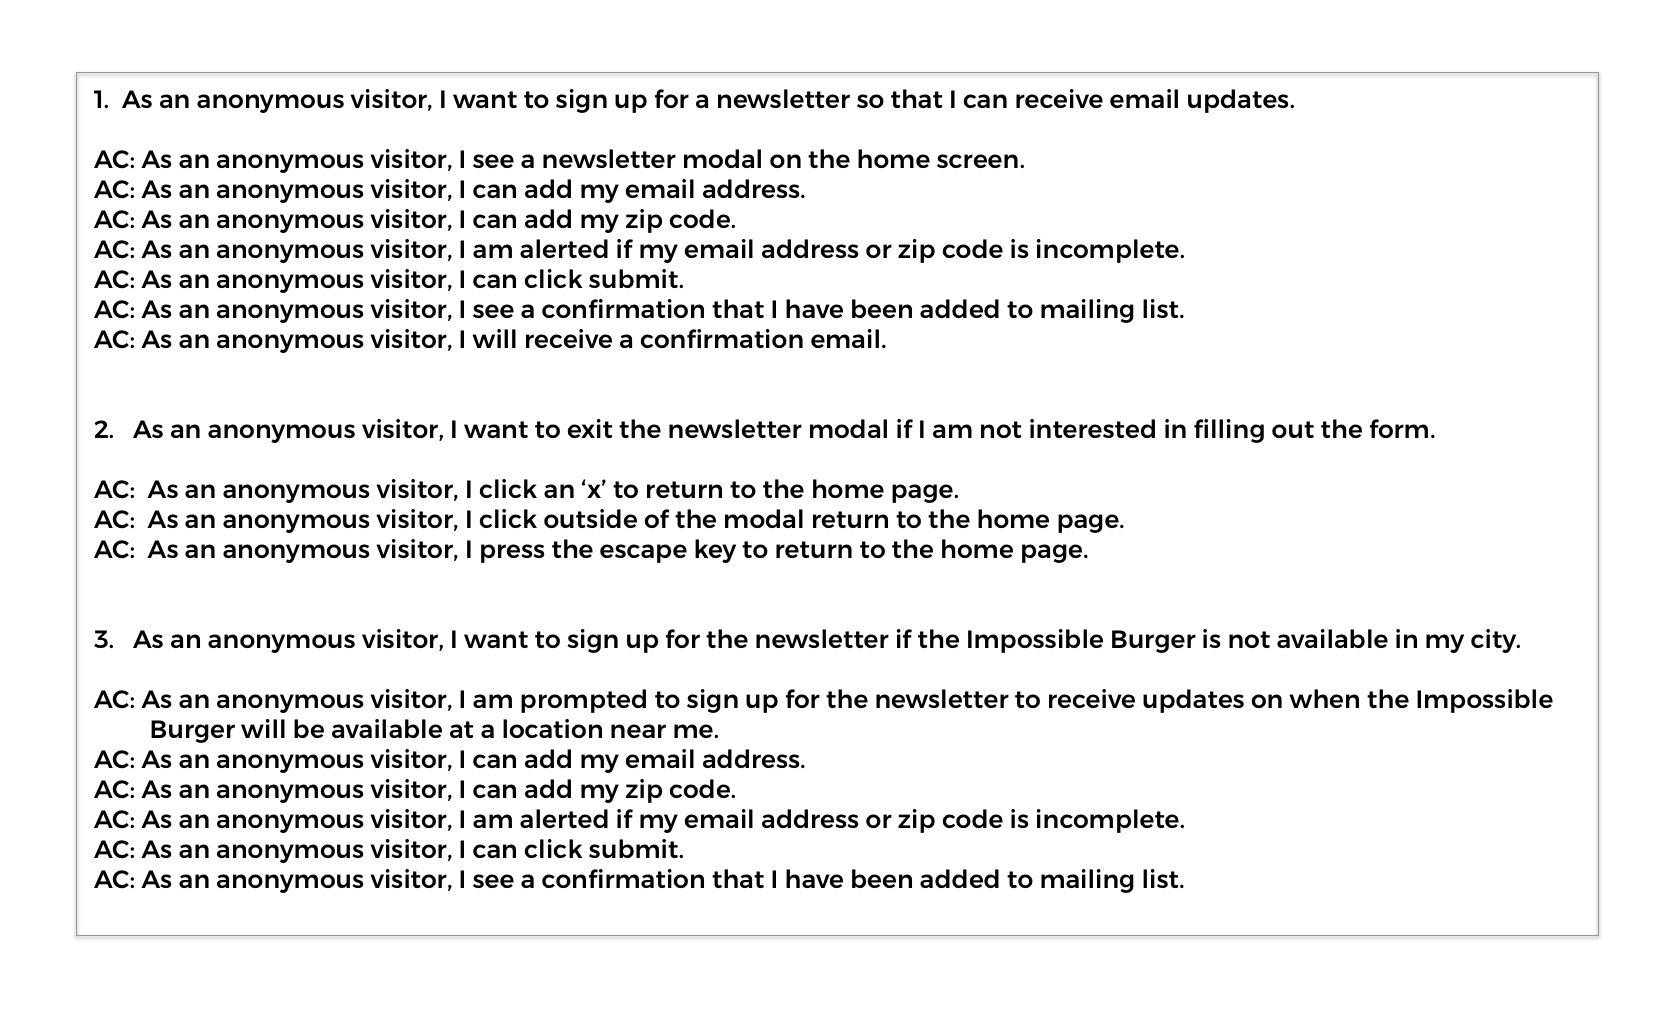 1. As an anonymous visitor, I want to sign up for a newsletter so that I can receive email updates.
AC: As an anonymous visitor, I see a newsletter modal on the home screen.
AC: As an anonymous visitor, I can add my email address.
AC: As an anonymous visitor, I can add my zip code.
AC: As an anonymous visitor, I am alerted if my email address or zip code is incomplete.
AC: As an anonymous visitor, I can click submit.
AC: As an anonymous visitor, I see a confirmation that I have been added to mailing list.
AC: As an anonymous visitor, I will receive a confirmation email.
2. As an anonymous visitor, I want to exit the newsletter modal if I am not interested in filling out the form.
AC: As an anonymous visitor, I click an ‘x’ to return to the home page.
AC: As an anonymous visitor, I click outside of the modal return to the home page.
AC: As an anonymous visitor, I press the escape key to return to the home page.
3. As an anonymous visitor, I want to sign up for the newsletter if the Impossible Burger is not available in my city.
AC: As an anonymous visitor, I am prompted to sign up for the newsletter to receive updates on when the Impossible
Burger will be available at a location near me.
AC: As an anonymous visitor, I can add my email address.
AC: As an anonymous visitor, I can add my zip code.
AC: As an anonymous visitor, I am alerted if my email address or zip code is incomplete.
AC: As an anonymous visitor, I can click submit.
AC: As an anonymous visitor, I see a confirmation that I have been added to mailing list.